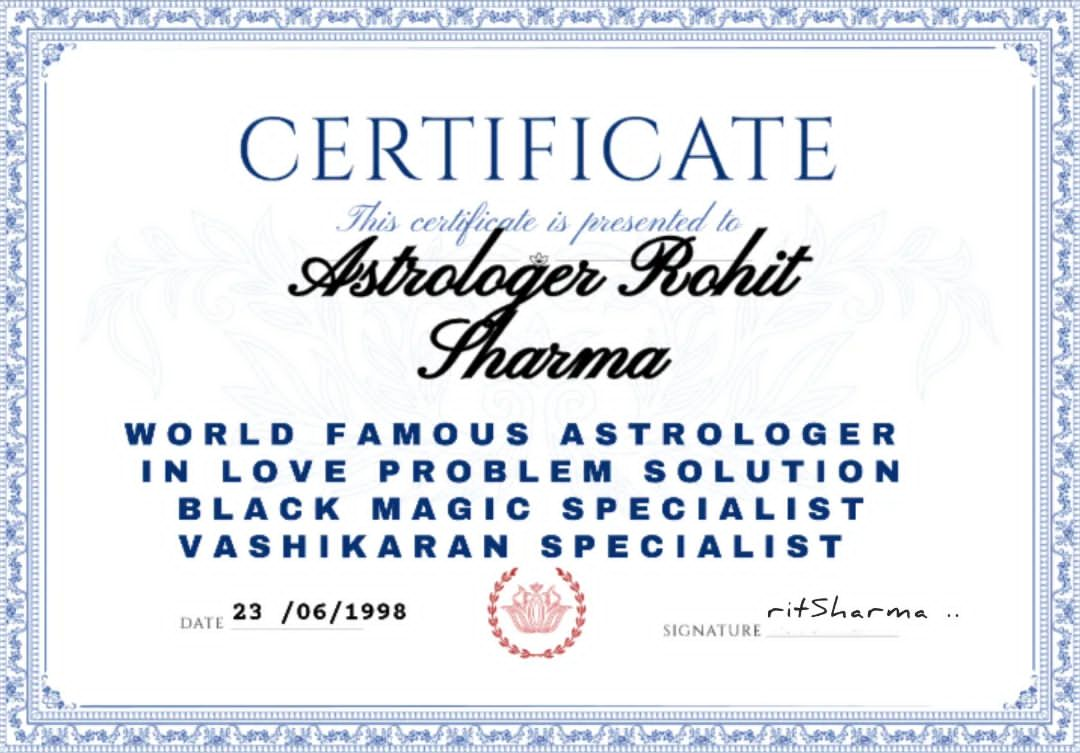 CERTIFICATE
This certificate is presented to
Astrologer Rohit
Sharma
WORLD FAMOUS ASTROLOGER
IN LOVE PROBLEM SOLUTION
BLACK MAGIC SPECIALIST
VASHIKARAN SPECIALIST
DATE 23 /06/1998
SIGNATURE ritSharma ..